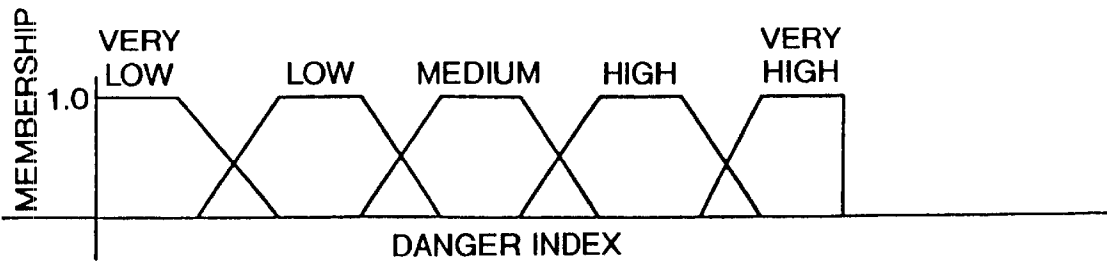 MEMBERSHIP
VERY
LOW
LOW
MEDIUM
HIGH
VERY
HIGH
1.0
DANGER INDEX